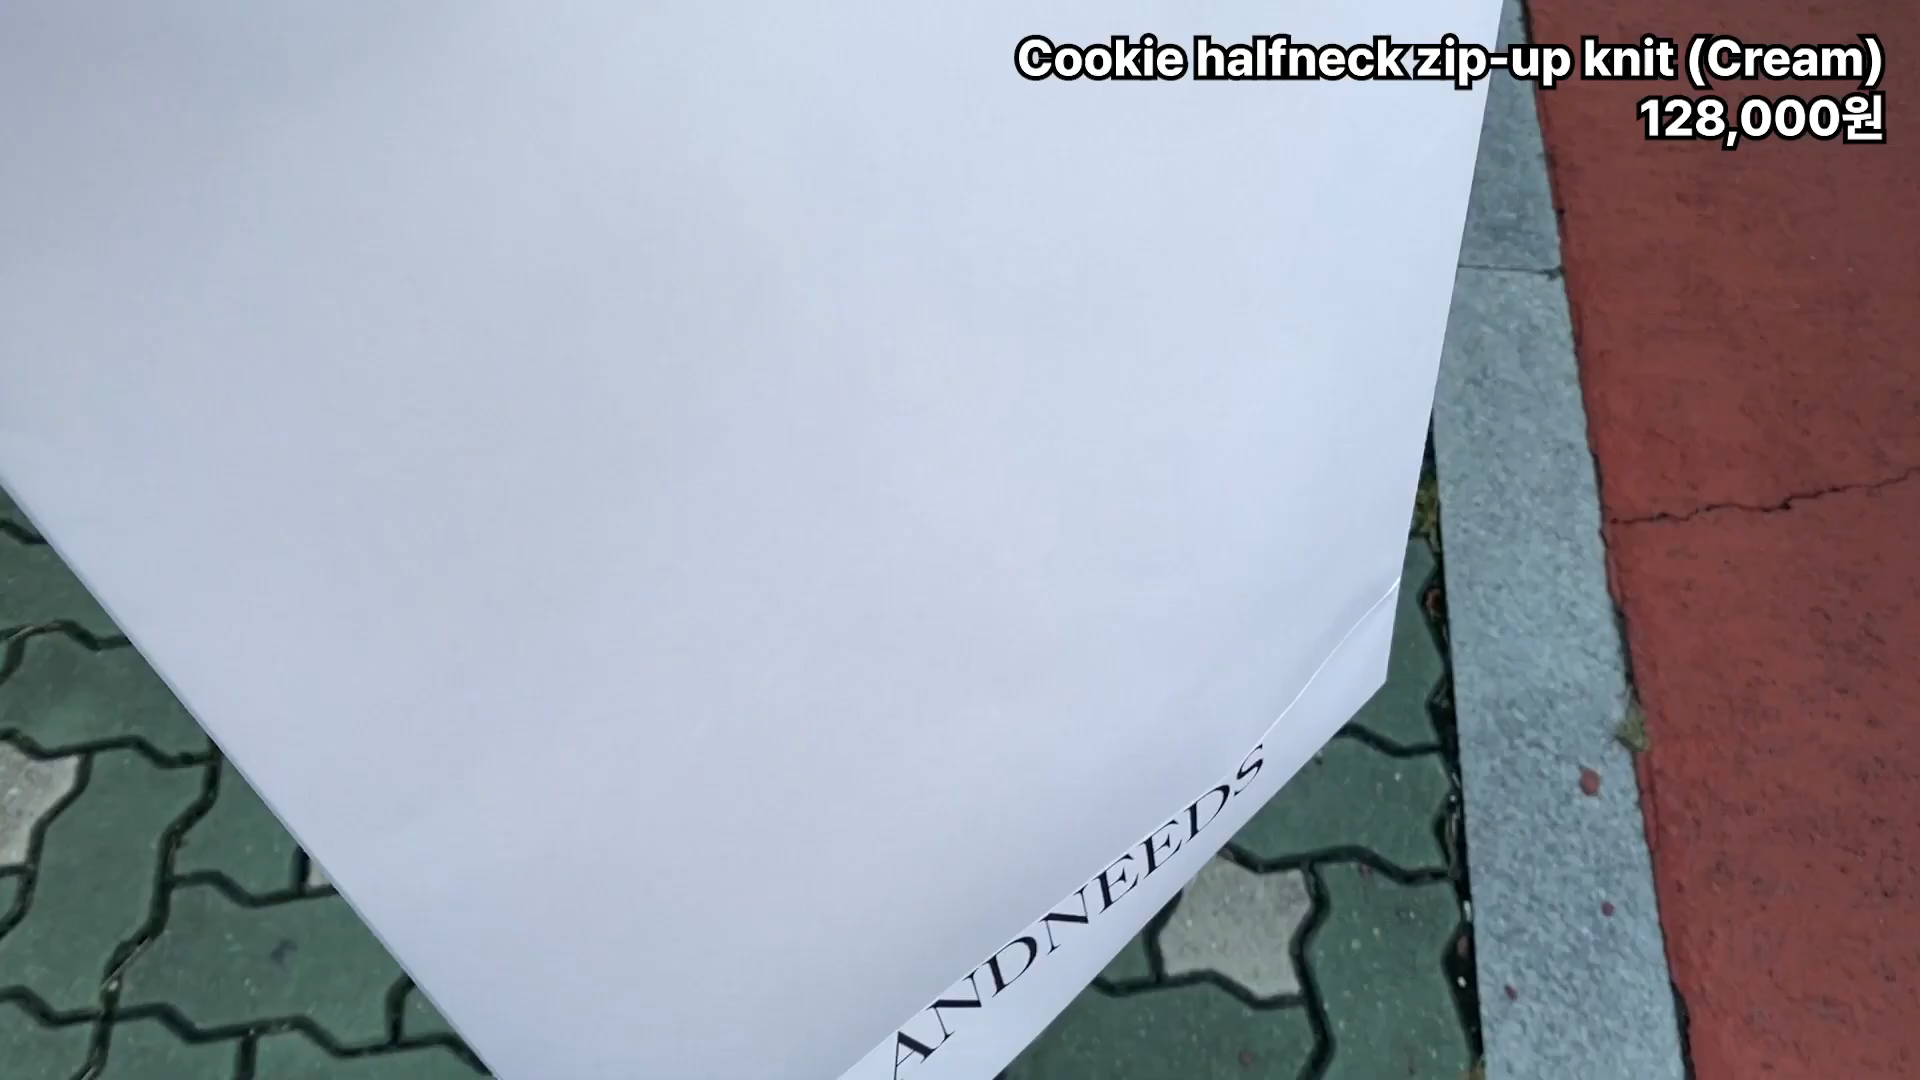 Cookie halfneck zip-up knit (Cream)
128,000원
ANDNEEDS